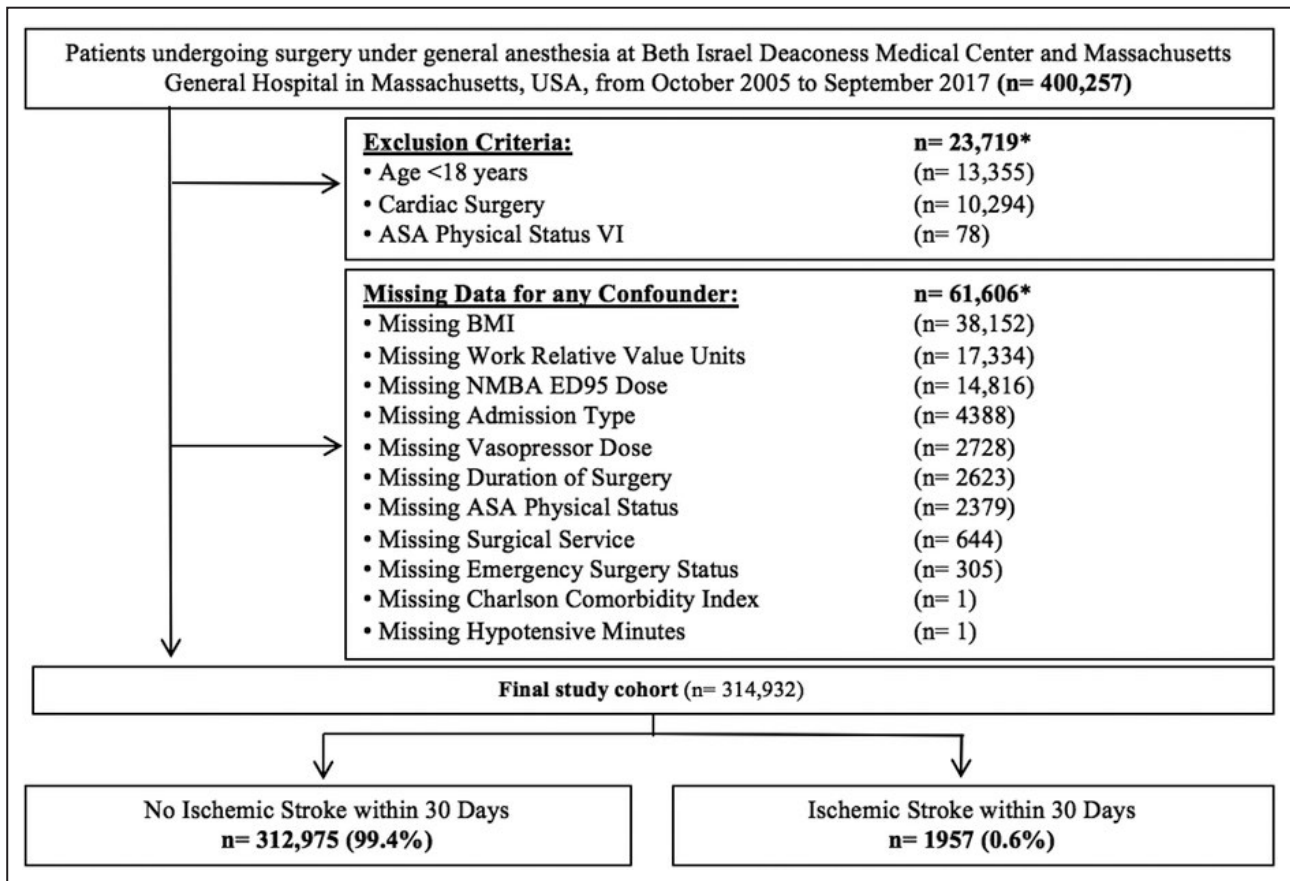 Patients undergoing surgery under general anesthesia at Beth Israel Deaconess Medical Center and Massachusetts
General Hospital in Massachusetts, USA, from October 2005 to September 2017 (n= 400,257)
Exclusion Criteria: n= 23,719*
• Age <18 years (n= 13,355)
• Cardiac Surgery (n= 10,294)
• ASA Physical Status VI (n= 78)
Missing Data for any Confounder: n= 61,606*
• Missing BMI (n= 38,152)
• Missing Work Relative Value Units (n= 17,334)
• Missing NMBA ED95 Dose (n= 14,816)
• Missing Admission Type (n= 4388)
• Missing Vasopressor Dose (n= 2728)
• Missing Duration of Surgery (n= 2623)
• Missing ASA Physical Status (n= 2379)
• Missing Surgical Service (n= 644)
• Missing Emergency Surgery Status (n= 305)
• Missing Charlson Comorbidity Index (n= 1)
• Missing Hypotensive Minutes (n= 1)
Final study cohort (n= 314,932)
No Ischemic Stroke within 30 Days
n= 312,975 (99.4%)
Ischemic Stroke within 30 Days
n= 1957 (0.6%)